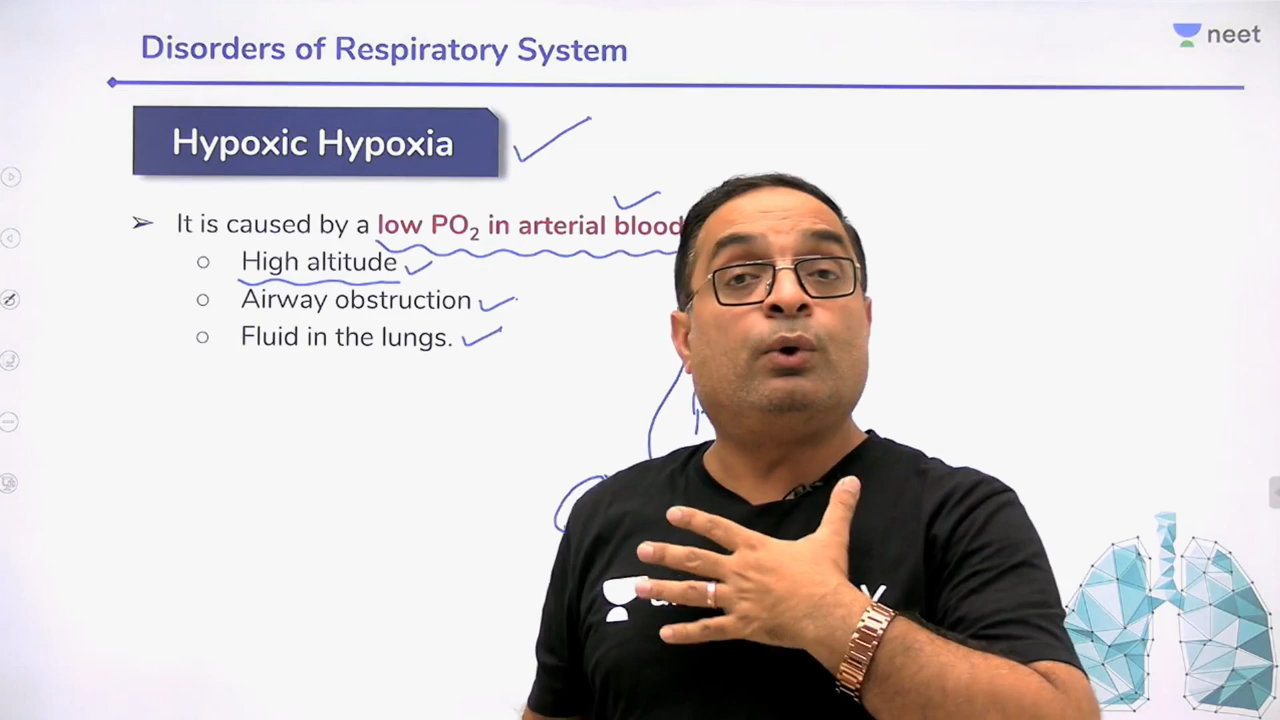 Disorders of Respiratory System
neet
Hypoxic Hypoxia
➢ It is caused by a low PO₂ in arterial blood
○ High altitude
○ Airway obstruction
○ Fluid in the lungs.